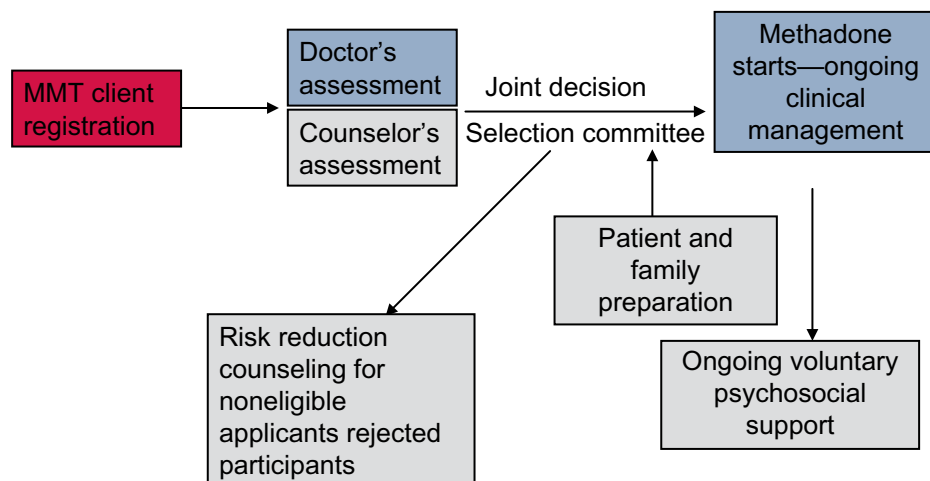 MMT client
registration
Doctor's
assessment
Counselor's
assessment
Joint decision
Selection committee
Methadone
starts—ongoing
clinical
management
Patient and
family
preparation
Risk reduction
counseling for
noneligible
applicants rejected
participants
Ongoing voluntary
psychosocial
support